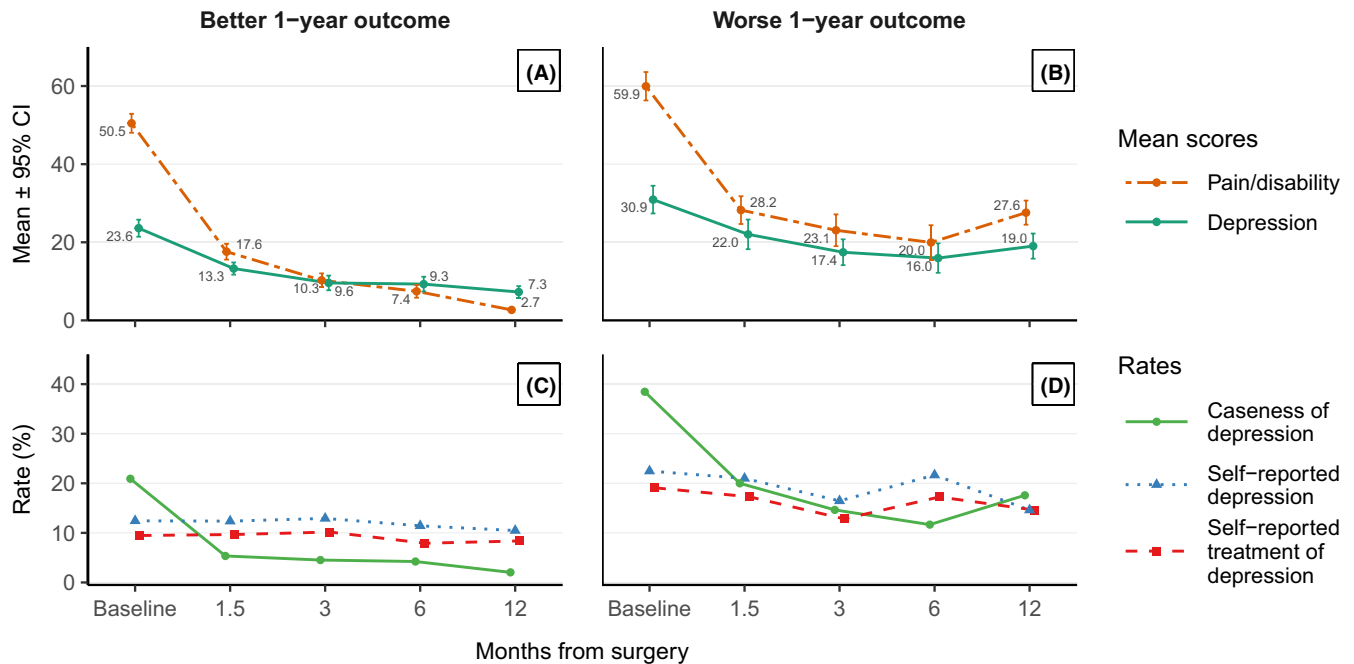 Better 1−year outcome
Worse 1−year outcome
(A)
(B)
Mean ± 95% CI
60
40
20
0
50.5
23.6
17.6
13.3
10.3
9.6
9.3
7.4
7.3
2.7
59.9
30.9
28.2
22.0
23.1
17.4
20.0
16.0
27.6
19.0
Mean scores
Pain/disability
Depression
(C)
(D)
Rate (%)
40
30
20
10
0
Baseline
1.5
3
6
12
Baseline
1.5
3
6
12
Months from surgery
Rates
Caseness of
depression
Self−reported
depression
Self−reported
treatment of
depression